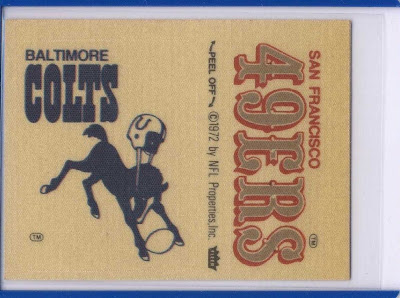 BALTIMORE
COLTS
TM
←PEEL OFF→
©1972 by NFL Properties,Inc.
SAN FRANCISCO
49ERS
TM